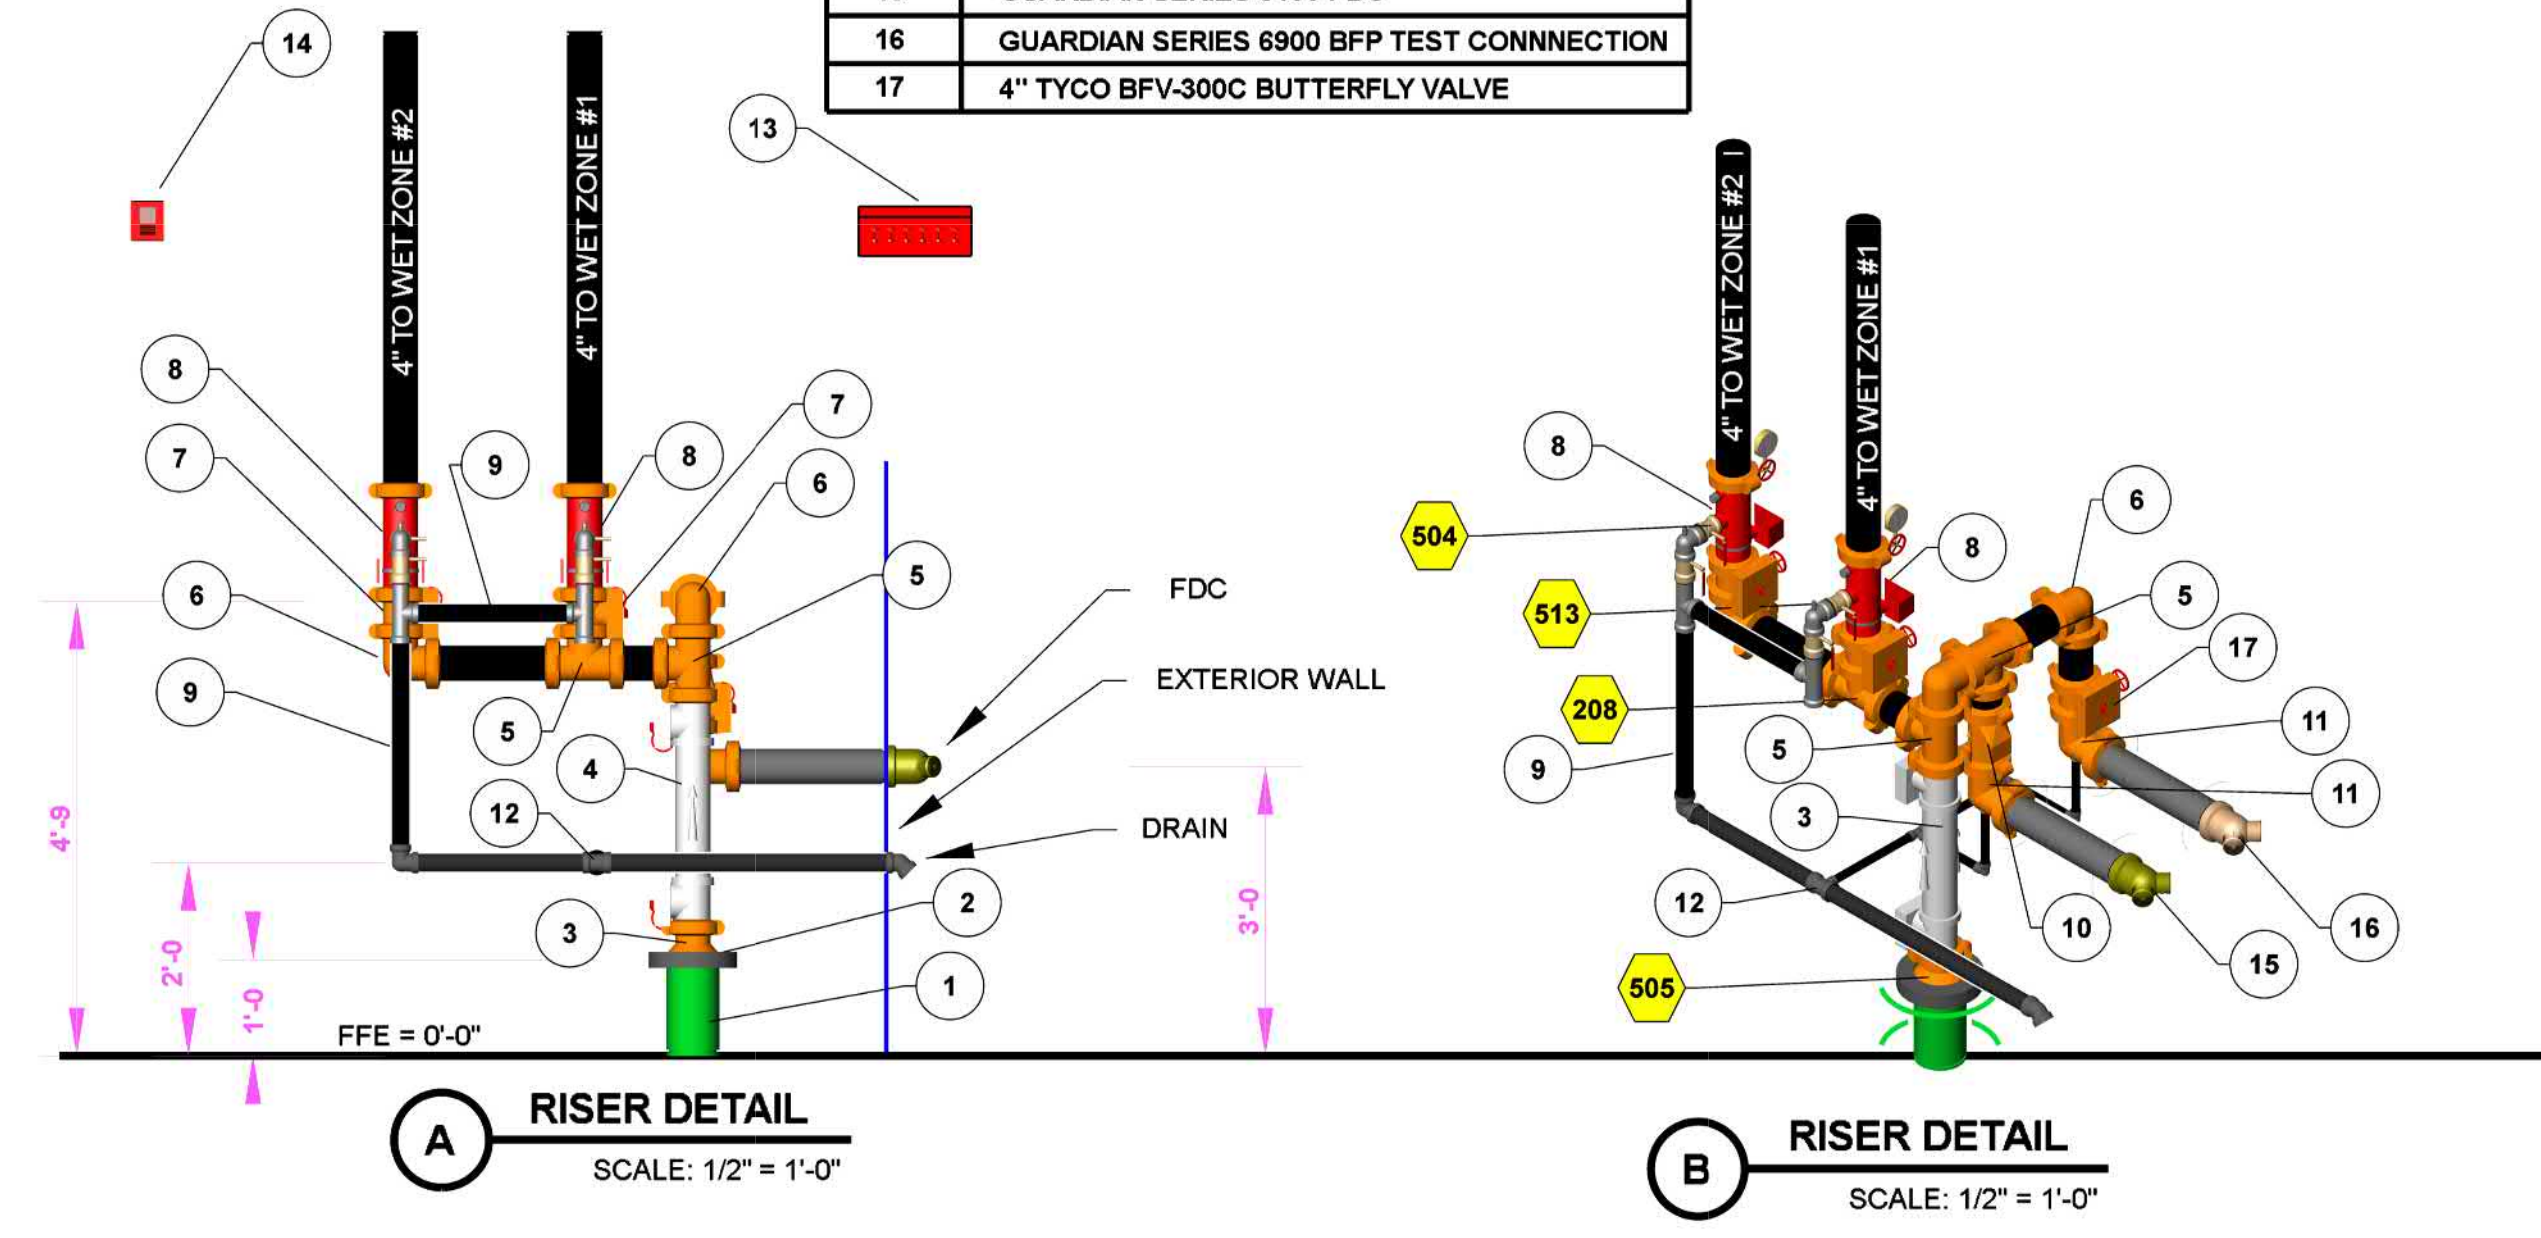 16 GUARDIAN SERIES 6900 BFP TEST CONNNECTION
17 4" TYCO BFV-300C BUTTERFLY VALVE
14
13
4" TO WET ZONE #2
4" TO WET ZONE #1
8
7
9
8
7
6
6
5
9
5
4
12
3
2
1
FDC
EXTERIOR WALL
DRAIN
4'-9
2'-0
1'-0
3'-0
FFE = 0'-0"
A
RISER DETAIL
SCALE: 1/2" = 1'-0"
4" TO WET ZONE #2
4" TO WET ZONE #1
8
504
513
208
9
8
6
5
17
11
5
11
3
12
10
16
15
505
B
RISER DETAIL
SCALE: 1/2" = 1'-0"